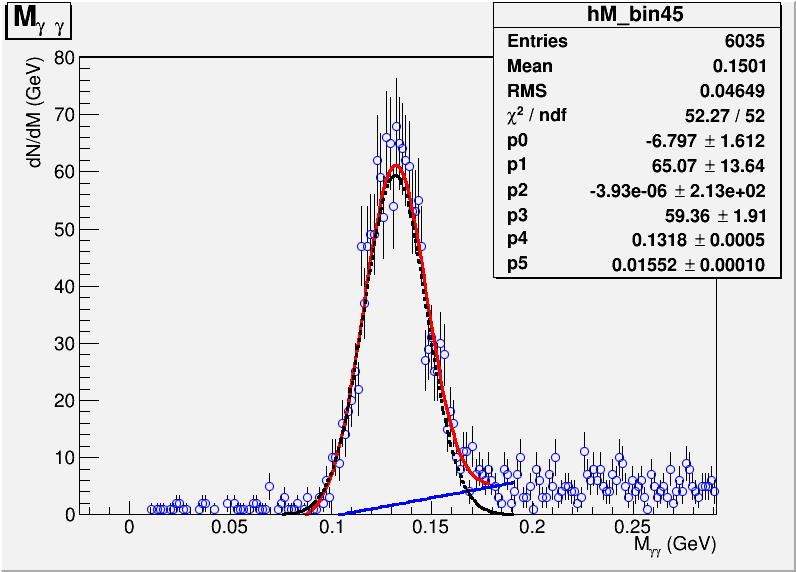 M γ γ
hM_bin45
Entries 6035
Mean 0.1501
RMS 0.04649
χ² / ndf 52.27 / 52
p0 -6.797 ± 1.612
p1 65.07 ± 13.64
p2 -3.93e-06 ± 2.13e+02
p3 59.36 ± 1.91
p4 0.1318 ± 0.0005
p5 0.01552 ± 0.00010
dN/dM (GeV)
80
70
60
50
40
30
20
10
0
0 0.05 0.1 0.15 0.2 0.25
Mγγ (GeV)